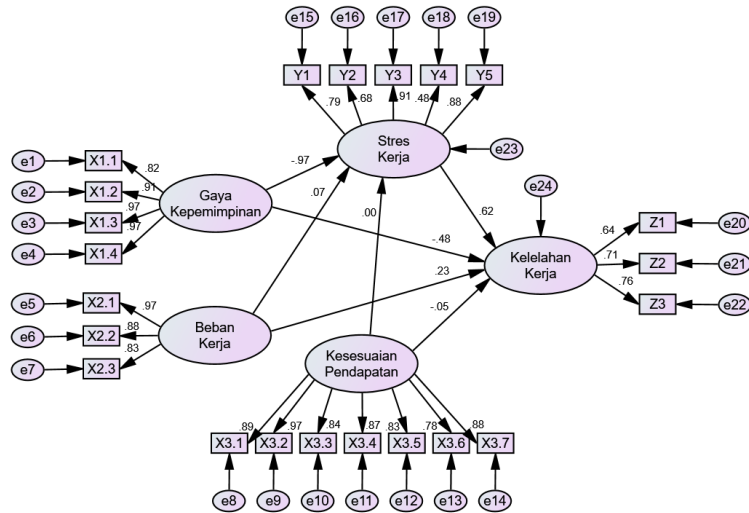 e15 e16 e17 e18 e19
Y1 Y2 Y3 Y4 Y5
.79 .68 .91 .48 .88
Stres
Kerja
e23
e1 X1.1 .82
e2 X1.2 .91
e3 X1.3 .97
e4 X1.4 .97
Gaya
Kepemimpinan
-.97
.07
.00
.62
-.48
.23
-.05
e24
Kelelahan
Kerja
.64 Z1 e20
.71 Z2 e21
.76 Z3 e22
e5 X2.1 .97
e6 X2.2 .88
e7 X2.3 .83
Beban
Kerja
Kesesuaian
Pendapatan
.89 .97 .84 .87 .83 .78 .88
X3.1 X3.2 X3.3 X3.4 X3.5 X3.6 X3.7
e8 e9 e10 e11 e12 e13 e14